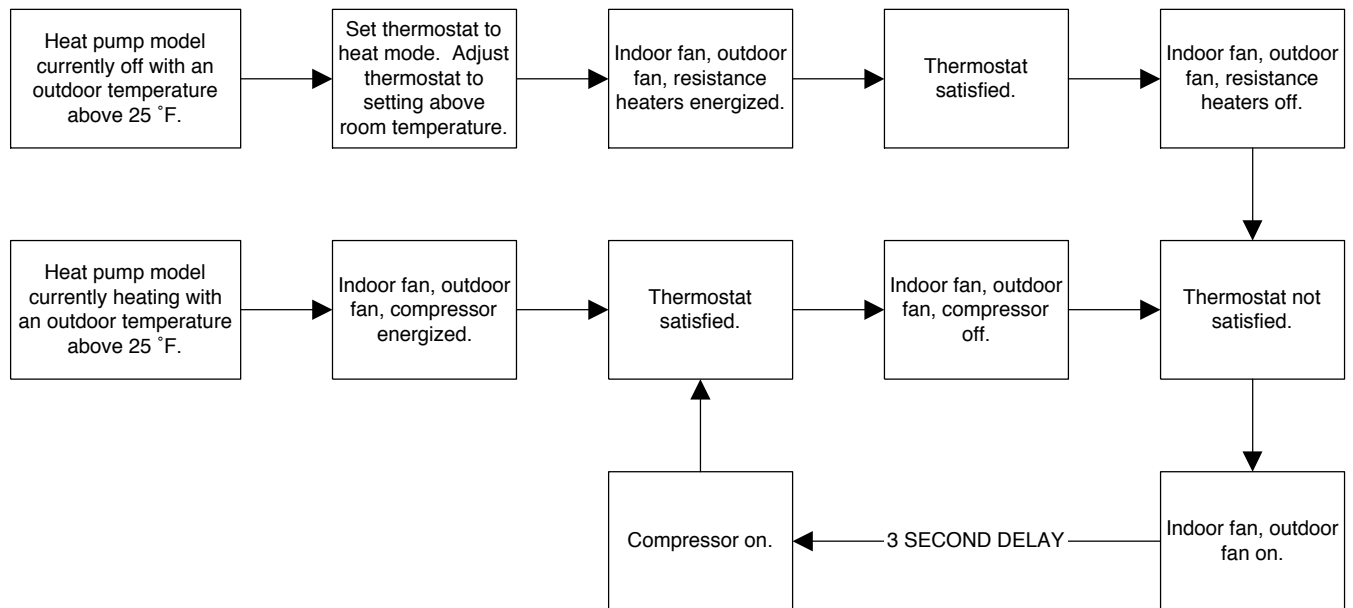 Heat pump model
currently off with an
outdoor temperature
above 25 ˚F.
Set thermostat to
heat mode.  Adjust
thermostat to
setting above
room temperature.
Indoor fan, outdoor
fan, resistance
heaters energized.
Thermostat
satisfied.
Indoor fan, outdoor
fan, resistance
heaters off.
Heat pump model
currently heating with
an outdoor temperature
above 25 ˚F.
Indoor fan, outdoor
fan, compressor
energized.
Thermostat
satisfied.
Indoor fan, outdoor
fan, compressor
off.
Thermostat not
satisfied.
Indoor fan, outdoor
fan on.
3 SECOND DELAY
Compressor on.